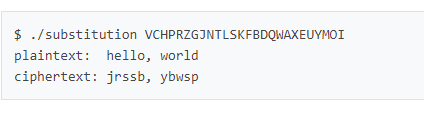 $ ./substitution VCHPRZGJNTLSKFBDQWAXEUYMOI
plaintext:  hello, world
ciphertext: jrssb, ybwsp